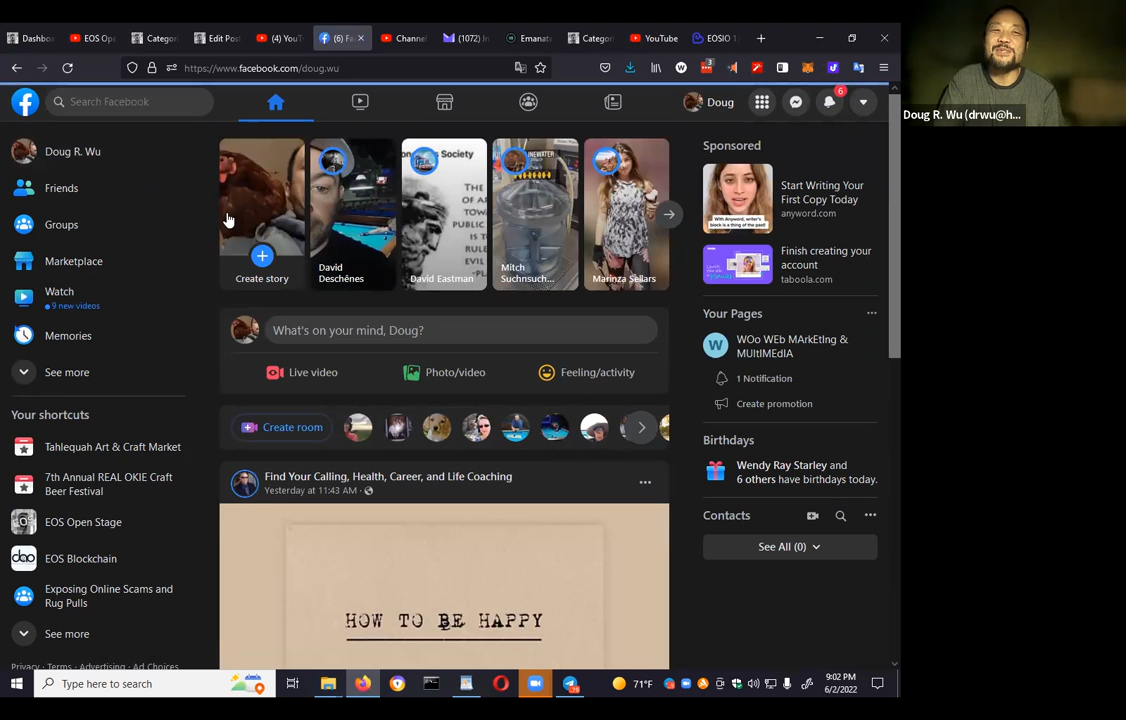 Dashbo
EOS Ope
Categori
Edit Post
(4) YouT
(6) Fa
Channel
(1072) In
Emanate
Categori
YouTube
EOSIO 1
https://www.facebook.com/doug.wu
Search Facebook
Doug
6
Doug R. Wu (drwu@h...
Doug R. Wu
Friends
Groups
Marketplace
Watch
9 new videos
Memories
See more
Your shortcuts
Tahlequah Art & Craft Market
7th Annual REAL OKIE Craft
Beer Festival
EOS Open Stage
EOS Blockchain
Exposing Online Scams and
Rug Pulls
See more
Privacy · Terms · Advertising · Ad Choices
Create story
David
Deschênes
David Eastman
Mitch
Suchnsuch...
Marinza Sellars
What's on your mind, Doug?
Live video
Photo/video
Feeling/activity
Create room
Find Your Calling, Health, Career, and Life Coaching
Yesterday at 11:43 AM
HOW TO BE HAPPY
Sponsored
Start Writing Your
First Copy Today
anyword.com
Finish creating your
account
taboola.com
Your Pages
W
WOo WEb MArkEtIng &
MUltIMEdIA
1 Notification
Create promotion
Birthdays
Wendy Ray Starley and
6 others have birthdays today.
Contacts
See All (0)
Type here to search
71°F
9:02 PM
6/2/2022